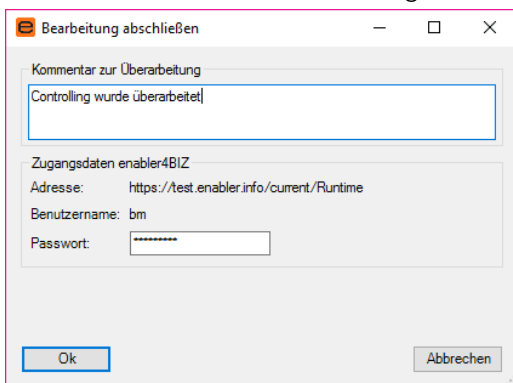 Bearbeitung abschließen
Kommentar zur Überarbeitung
Controlling wurde überarbeitet
Zugangsdaten enabler4BIZ
Adresse: https://test.enabler.info/current/Runtime
Benutzername: bm
Passwort: *********
Ok Abbrechen